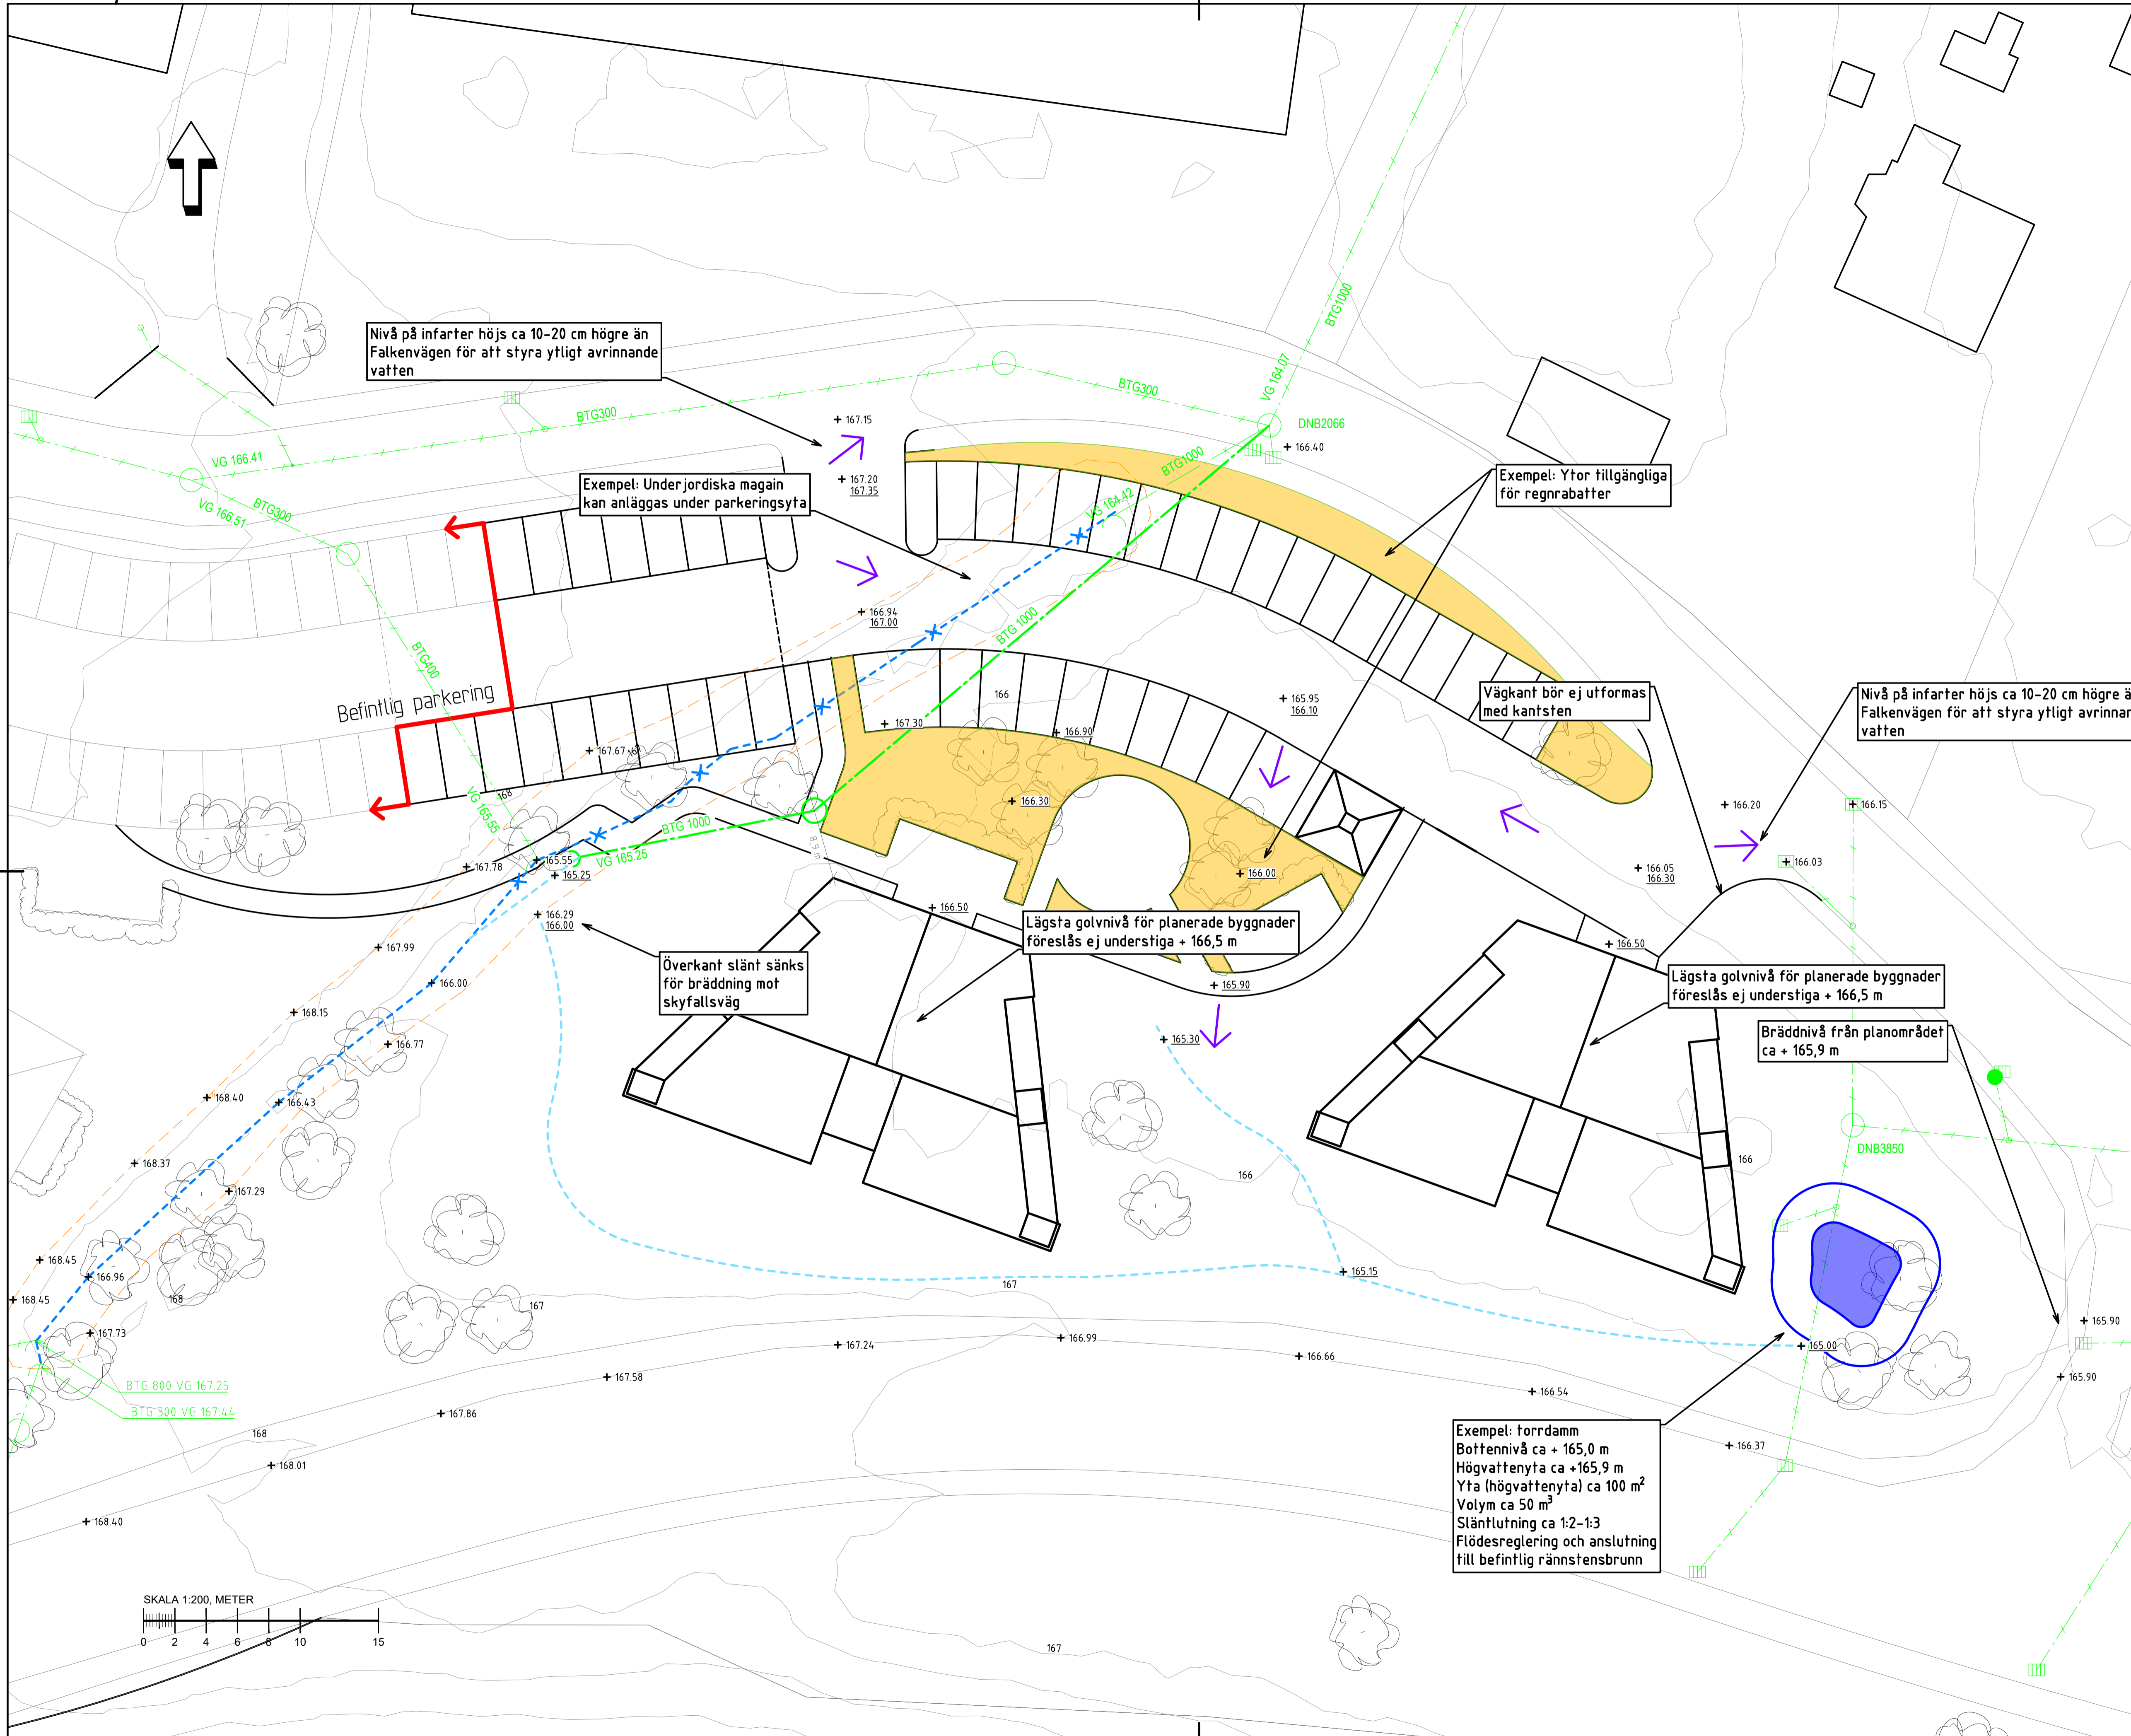 Nivå på infarter höjs ca 10-20 cm högre än
Falkenvägen för att styra ytligt avrinnande
vatten
BTG1000
BTG300
BTG300
VG 164.07
DNB2066
+ 167.15
+ 166.40
VG 166.41
BTG1000
Exempel: Underjordiska magain
kan anläggas under parkeringsyta
+ 167.20
167.35
Exempel: Ytor tillgängliga
för regnrabatter
VG 166.51
BTG300
VG 164.42
+ 166.94
167.00
BTG 1000
BTG400
Befintlig parkering
166
+ 165.95
166.10
Vägkant bör ej utformas
med kantsten
Nivå på infarter höjs ca 10-20 cm högre ä
Falkenvägen för att styra ytligt avrinnar
vatten
+ 167.30
+ 166.90
+ 167.67
168
VG 165.55
+ 166.30
+ 166.20
+ 166.15
BTG 1000
8.9 m
+ 165.55
VG 165.25
+ 165.25
+ 167.78
+ 166.03
+ 166.00
+ 166.05
166.30
+ 166.50
+ 166.29
166.00
Lägsta golvnivå för planerade byggnader
föreslås ej understiga + 166,5 m
+ 166.50
+ 167.99
Överkant slänt sänks
för bräddning mot
skyfallsväg
+ 166.00
+ 165.90
Lägsta golvnivå för planerade byggnader
föreslås ej understiga + 166,5 m
+ 168.15
+ 166.77
+ 165.30
Bräddnivå från planområdet
ca + 165,9 m
+ 168.40
+ 166.43
DNB3850
+ 168.37
166
166
+ 167.29
+ 168.45
+ 166.96
+ 165.15
167
+ 168.45
168
167
+ 167.73
+ 167.24
+ 166.99
+ 166.66
+ 165.00
+ 165.90
BTG 800 VG 167.25
+ 167.58
+ 166.54
+ 165.90
BTG 300 VG 167.44
+ 167.86
168
+ 166.37
+ 168.01
Exempel: torrdamm
Bottennivå ca + 165,0 m
Högvattenyta ca +165,9 m
Yta (högvattenyta) ca 100 m²
Volym ca 50 m³
Släntlutning ca 1:2-1:3
Flödesreglering och anslutning
till befintlig rännstensbrunn
+ 168.40
SKALA 1:200, METER
0 2 4 6 8 10 15
167